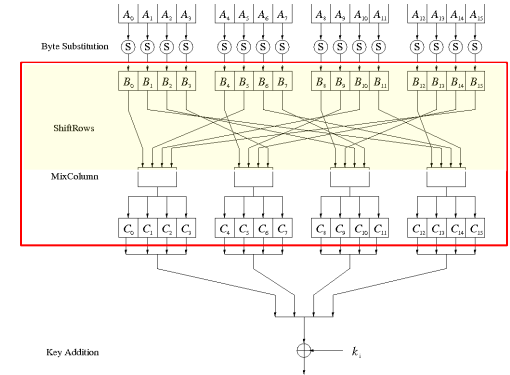 A₀ A₁ A₂ A₃ A₄ A₅ A₆ A₇ A₈ A₉ A₁₀ A₁₁ A₁₂ A₁₃ A₁₄ A₁₅
Byte Substitution S S S S S S S S S S S S S S S S
B₀ B₁ B₂ B₃ B₄ B₅ B₆ B₇ B₈ B₉ B₁₀ B₁₁ B₁₂ B₁₃ B₁₄ B₁₅
ShiftRows
MixColumn
C₀ C₁ C₂ C₃ C₄ C₅ C₆ C₇ C₈ C₉ C₁₀ C₁₁ C₁₂ C₁₃ C₁₄ C₁₅
Key Addition kᵢ